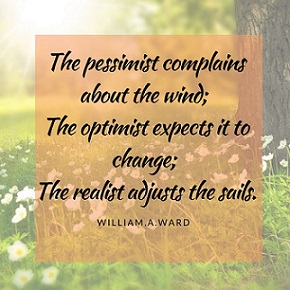 The pessimist complains
about the wind;
The optimist expects it to
change;
The realist adjusts the sails.
WILLIAM.A.WARD